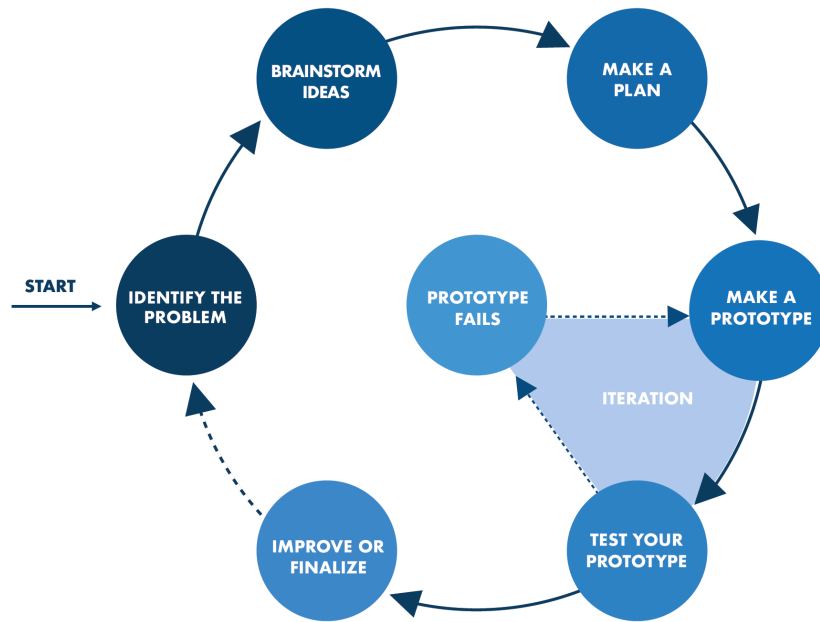 START
IDENTIFY THE
PROBLEM
BRAINSTORM
IDEAS
MAKE A
PLAN
MAKE A
PROTOTYPE
TEST YOUR
PROTOTYPE
PROTOTYPE
FAILS
ITERATION
IMPROVE OR
FINALIZE